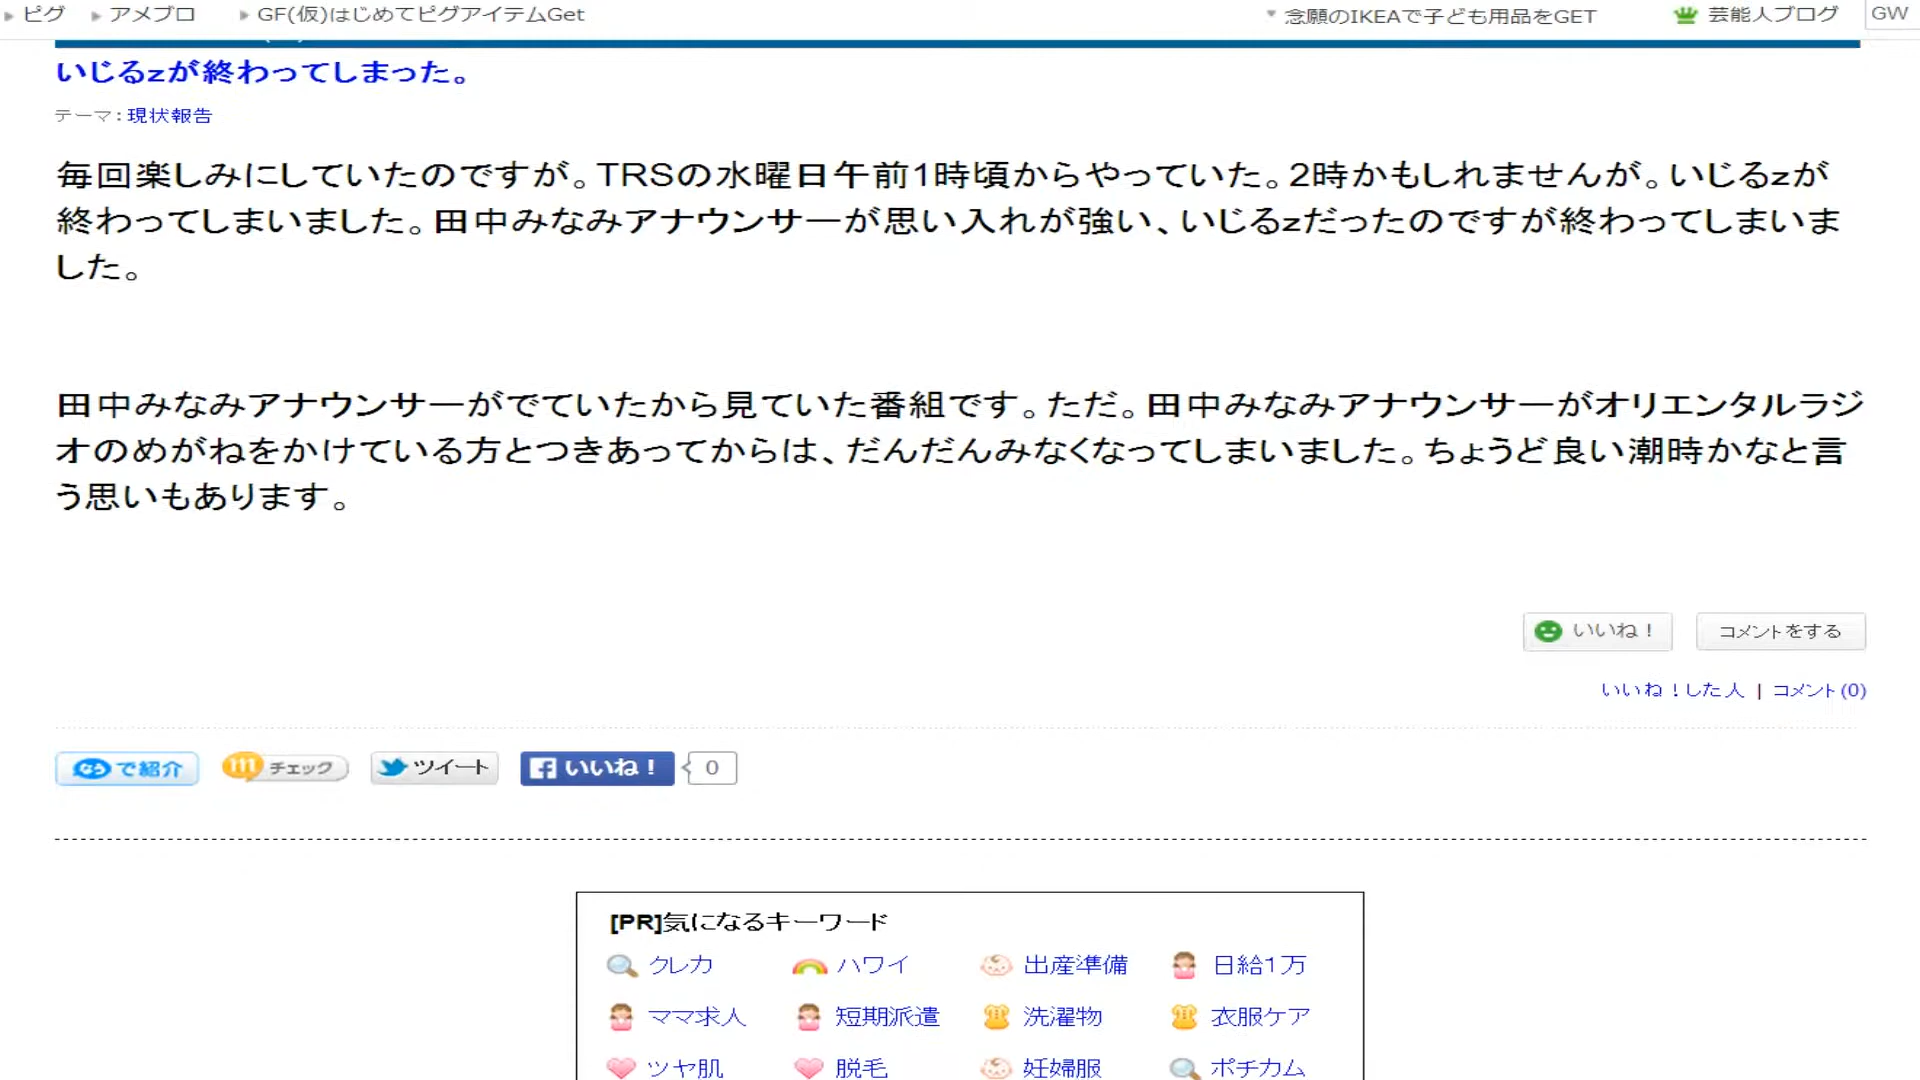 ピグ アメブロ GF(仮)はじめてピグアイテムGet 念願のIKEAで子ども用品をGET 芸能人ブログ GW
いじるzが終わってしまった。
テーマ：現状報告
毎回楽しみにしていたのですが。TRSの水曜日午前1時頃からやっていた。2時かもしれませんが。いじるzが
終わってしまいました。田中みなみアナウンサーが思い入れが強い、いじるzだったのですが終わってしまいま
した。
田中みなみアナウンサーがでていたから見ていた番組です。ただ。田中みなみアナウンサーがオリエンタルラジ
オのめがねをかけている方とつきあってからは、だんだんみなくなってしまいました。ちょうど良い潮時かなと言
う思いもあります。
いいね！ コメントをする
いいね！した人 | コメント(0)
なうで紹介 チェック ツイート いいね！ 0
[PR]気になるキーワード
クレカ ハワイ 出産準備 日給1万
ママ求人 短期派遣 洗濯物 衣服ケア
ツヤ肌 脱毛 妊婦服 ポチカム